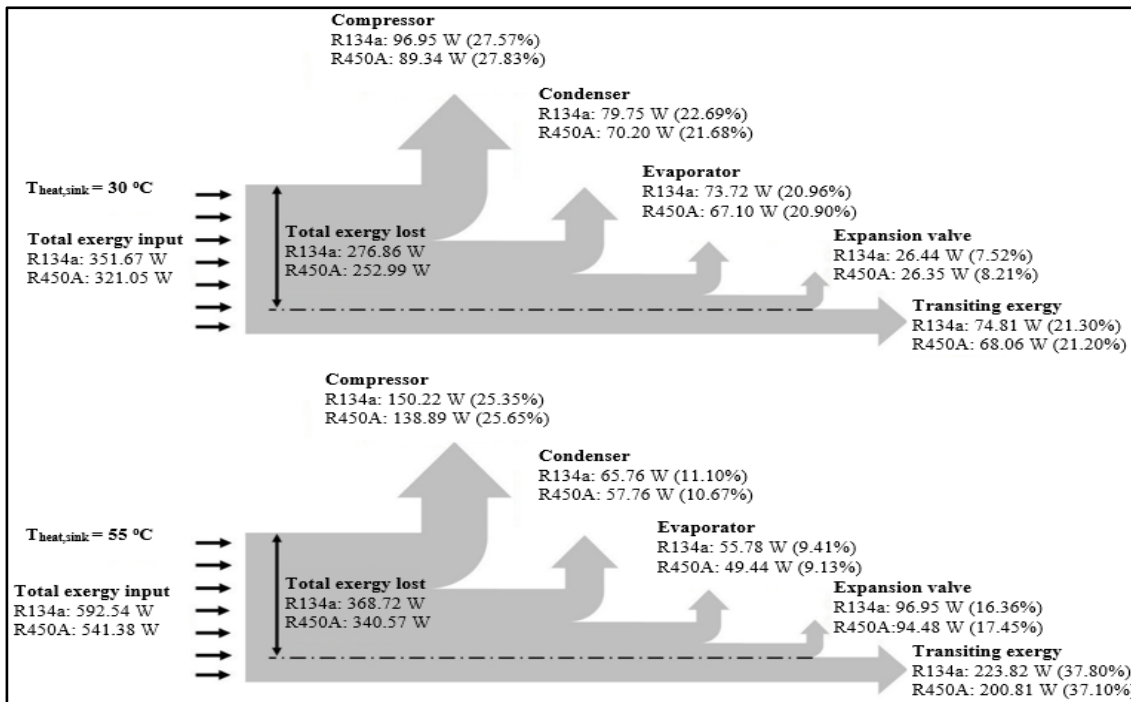 Compressor
R134a: 96.95 W (27.57%)
R450A: 89.34 W (27.83%)
Condenser
R134a: 79.75 W (22.69%)
R450A: 70.20 W (21.68%)
Evaporator
R134a: 73.72 W (20.96%)
R450A: 67.10 W (20.90%)
T heat,sink = 30 ºC
Total exergy input
R134a: 351.67 W
R450A: 321.05 W
Total exergy lost
R134a: 276.86 W
R450A: 252.99 W
Expansion valve
R134a: 26.44 W (7.52%)
R450A: 26.35 W (8.21%)
Transiting exergy
R134a: 74.81 W (21.30%)
R450A: 68.06 W (21.20%)
Compressor
R134a: 150.22 W (25.35%)
R450A: 138.89 W (25.65%)
Condenser
R134a: 65.76 W (11.10%)
R450A: 57.76 W (10.67%)
Evaporator
R134a: 55.78 W (9.41%)
R450A: 49.44 W (9.13%)
T heat,sink = 55 ºC
Total exergy input
R134a: 592.54 W
R450A: 541.38 W
Total exergy lost
R134a: 368.72 W
R450A: 340.57 W
Expansion valve
R134a: 96.95 W (16.36%)
R450A:94.48 W (17.45%)
Transiting exergy
R134a: 223.82 W (37.80%)
R450A: 200.81 W (37.10%)